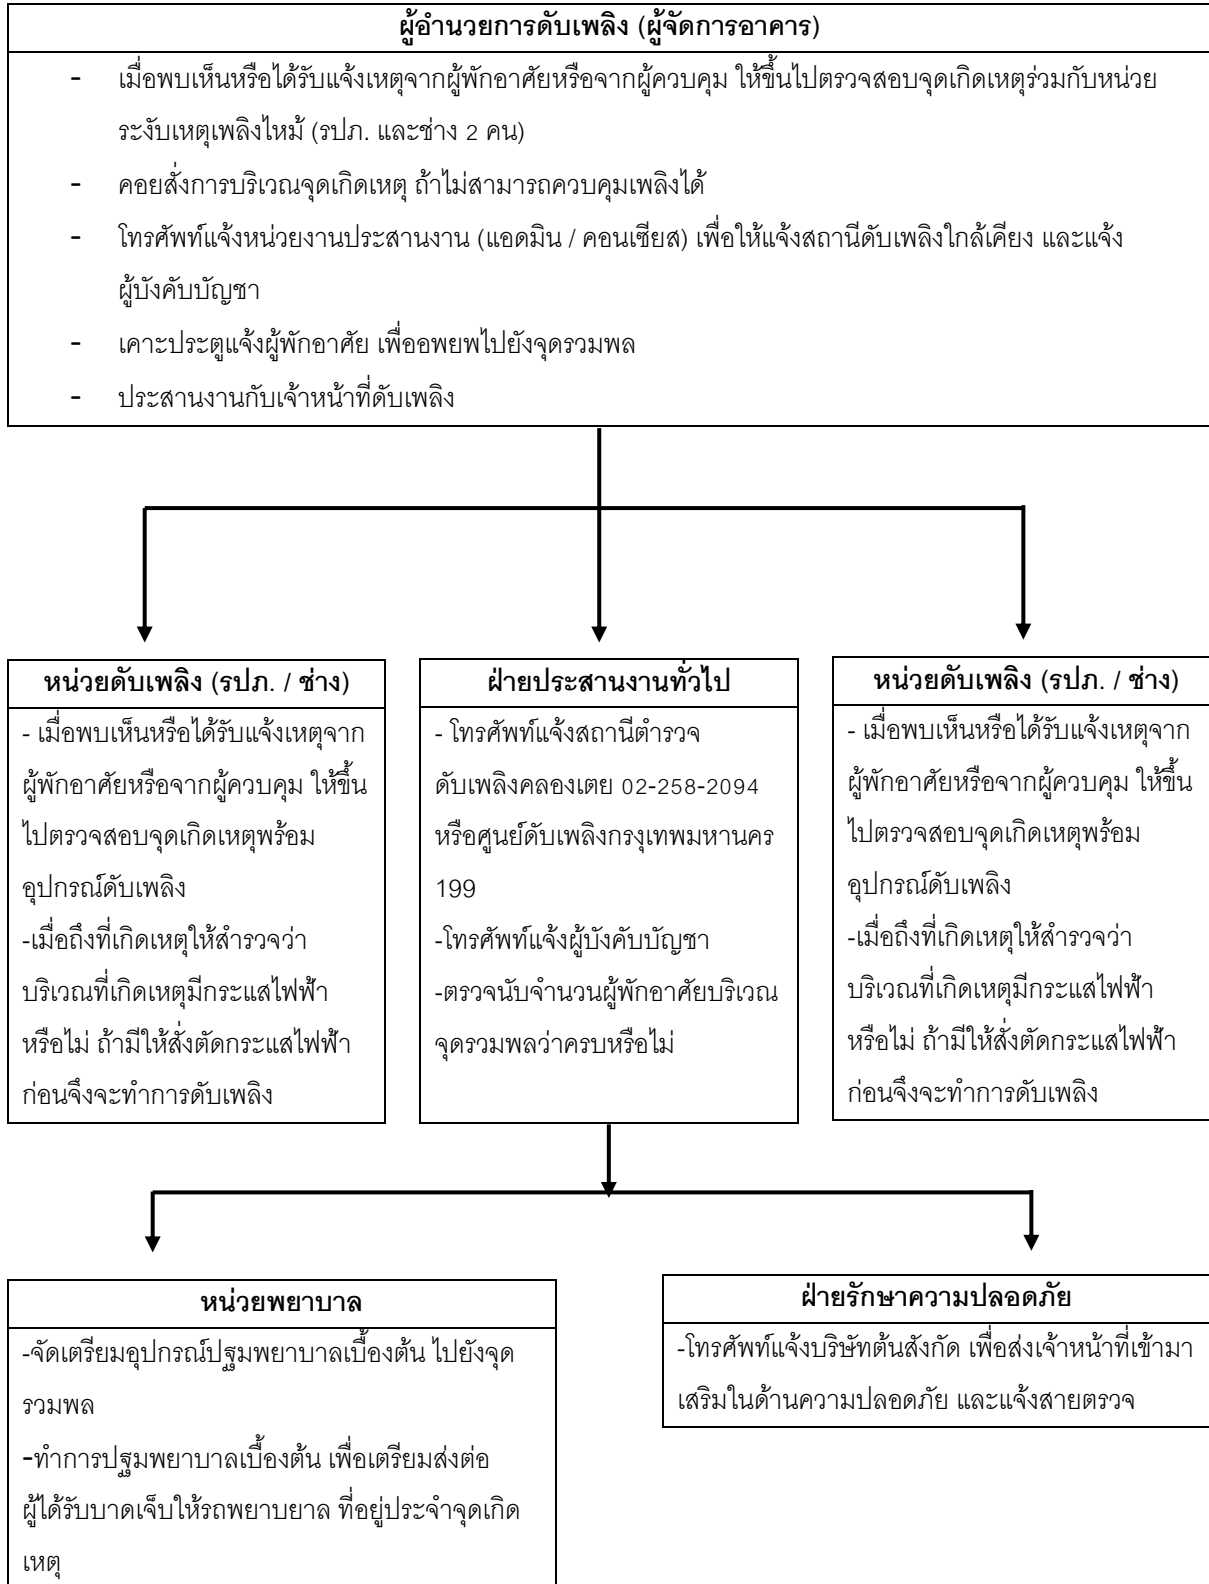 ผู้อำนวยการดับเพลิง (ผู้จัดการอาคาร)
- เมื่อพบเห็นหรือได้รับแจ้งเหตุจากผู้พักอาศัยหรือจากผู้ควบคุม ให้ขึ้นไปตรวจสอบจุดเกิดเหตุร่วมกับหน่วย
ระงับเหตุเพลิงไหม้ (รปภ. และช่าง 2 คน)
- คอยสั่งการบริเวณจุดเกิดเหตุ ถ้าไม่สามารถควบคุมเพลิงได้
- โทรศัพท์แจ้งหน่วยงานประสานงาน (แอดมิน / คอนเซียส) เพื่อให้แจ้งสถานีดับเพลิงใกล้เคียง และแจ้ง
ผู้บังคับบัญชา
- เคาะประตูแจ้งผู้พักอาศัย เพื่ออพยพไปยังจุดรวมพล
- ประสานงานกับเจ้าหน้าที่ดับเพลิง
หน่วยดับเพลิง (รปภ. / ช่าง)
- เมื่อพบเห็นหรือได้รับแจ้งเหตุจาก
ผู้พักอาศัยหรือจากผู้ควบคุม ให้ขึ้น
ไปตรวจสอบจุดเกิดเหตุพร้อม
อุปกรณ์ดับเพลิง
-เมื่อถึงที่เกิดเหตุให้สำรวจว่า
บริเวณที่เกิดเหตุมีกระแสไฟฟ้า
หรือไม่ ถ้ามีให้สั่งตัดกระแสไฟฟ้า
ก่อนจึงจะทำการดับเพลิง
ฝ่ายประสานงานทั่วไป
- โทรศัพท์แจ้งสถานีตำรวจ
ดับเพลิงคลองเตย 02-258-2094
หรือศูนย์ดับเพลิงกรุงเทพมหานคร
199
-โทรศัพท์แจ้งผู้บังคับบัญชา
-ตรวจนับจำนวนผู้พักอาศัยบริเวณ
จุดรวมพลว่าครบหรือไม่
หน่วยดับเพลิง (รปภ. / ช่าง)
- เมื่อพบเห็นหรือได้รับแจ้งเหตุจาก
ผู้พักอาศัยหรือจากผู้ควบคุม ให้ขึ้น
ไปตรวจสอบจุดเกิดเหตุพร้อม
อุปกรณ์ดับเพลิง
-เมื่อถึงที่เกิดเหตุให้สำรวจว่า
บริเวณที่เกิดเหตุมีกระแสไฟฟ้า
หรือไม่ ถ้ามีให้สั่งตัดกระแสไฟฟ้า
ก่อนจึงจะทำการดับเพลิง
หน่วยพยาบาล
-จัดเตรียมอุปกรณ์ปฐมพยาบาลเบื้องต้น ไปยังจุด
รวมพล
-ทำการปฐมพยาบาลเบื้องต้น เพื่อเตรียมส่งต่อ
ผู้ได้รับบาดเจ็บให้รถพยาบยาล ที่อยู่ประจำจุดเกิด
เหตุ
ฝ่ายรักษาความปลอดภัย
-โทรศัพท์แจ้งบริษัทต้นสังกัด เพื่อส่งเจ้าหน้าที่เข้ามา
เสริมในด้านความปลอดภัย และแจ้งสายตรวจ